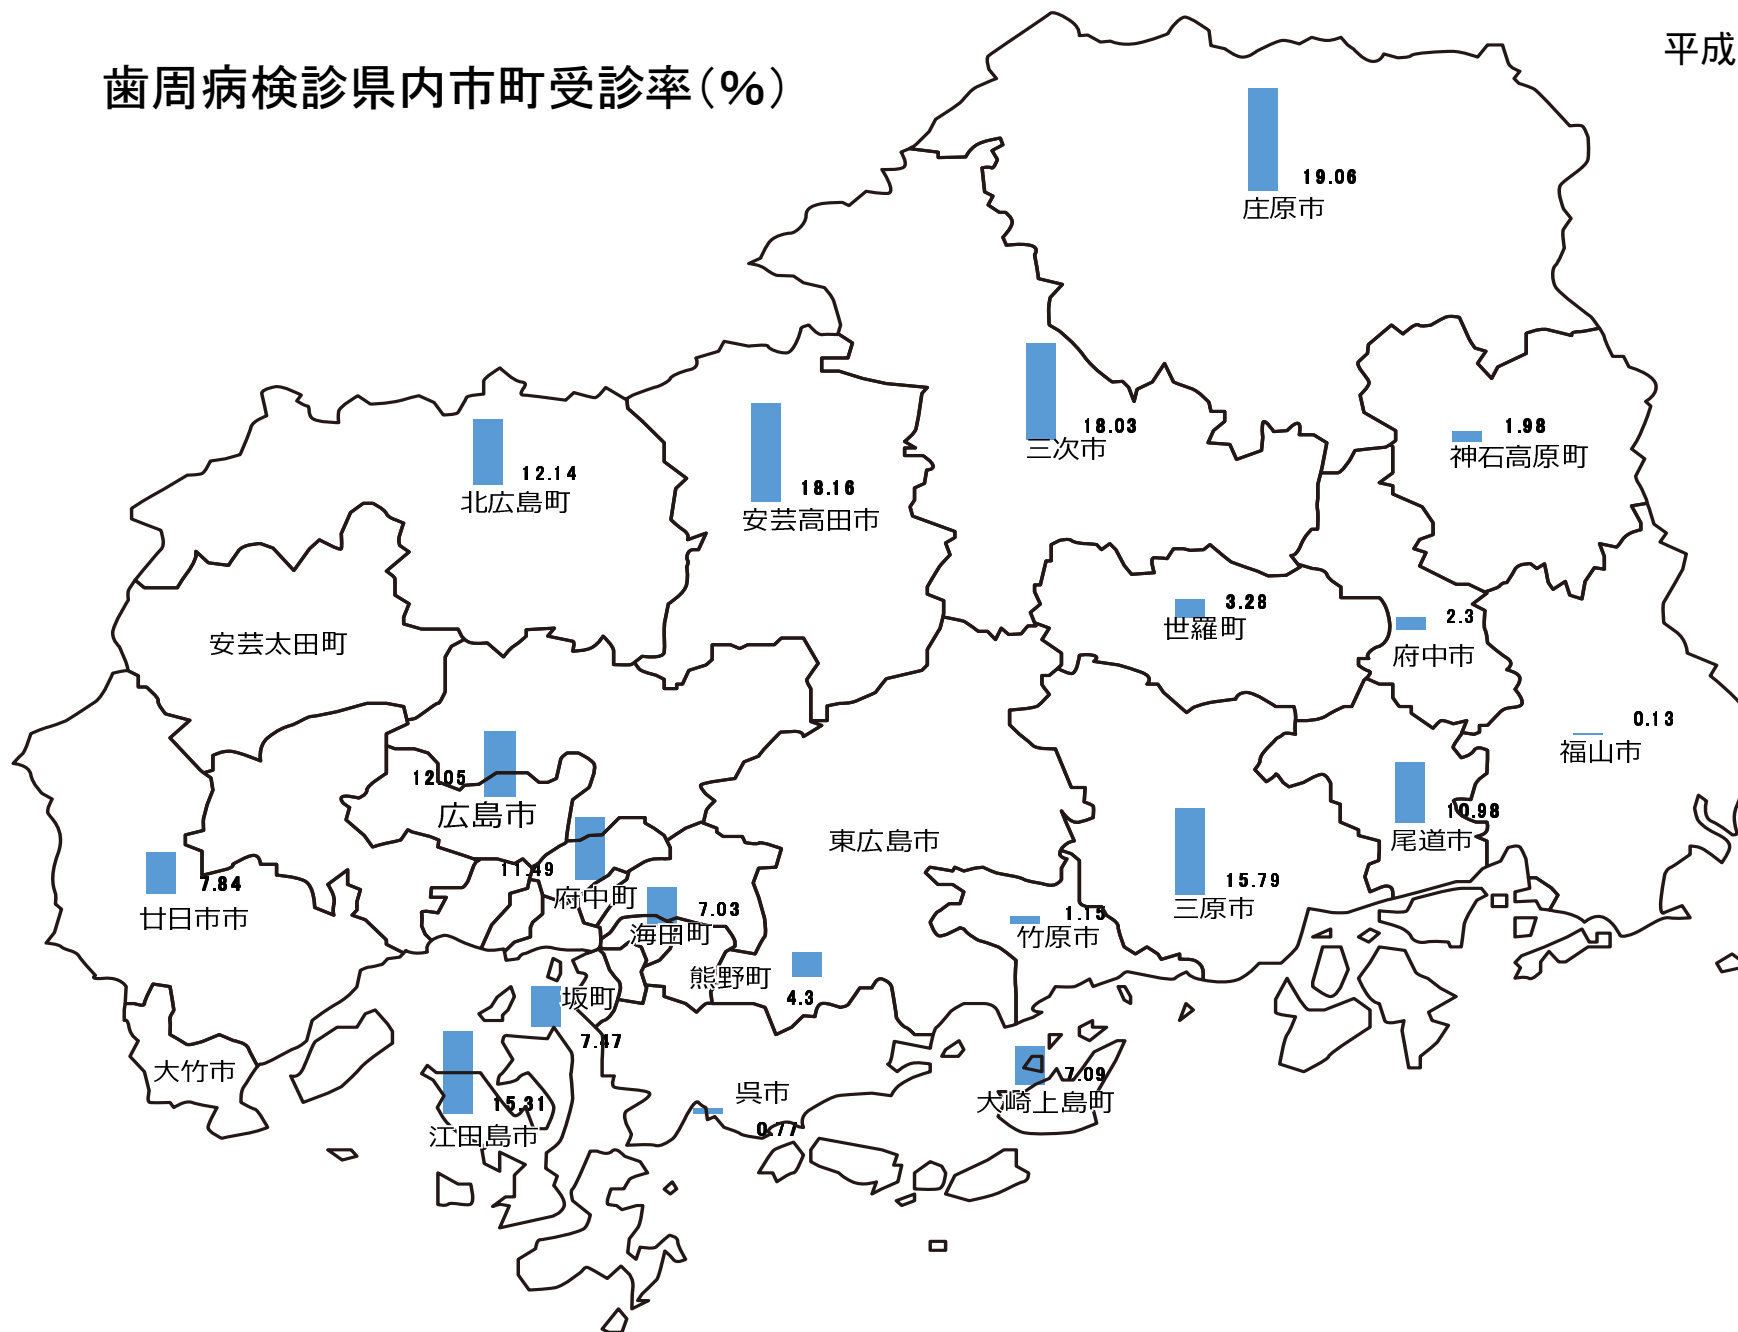 平成
歯周病検診県内市町受診率(%)
19.06
庄原市
18.03
三次市
1.98
神石高原町
12.14
北広島町
18.16
安芸高田市
3.28
世羅町
2.3
府中市
安芸太田町
0.13
福山市
12.05
広島市
10.98
尾道市
東広島市
11.49
府中町
7.84
廿日市市
7.03
海田町
15.79
三原市
1.15
竹原市
熊野町
4.3
坂町
7.47
大竹市
15.31
江田島市
呉市
0.77
7.09
大崎上島町